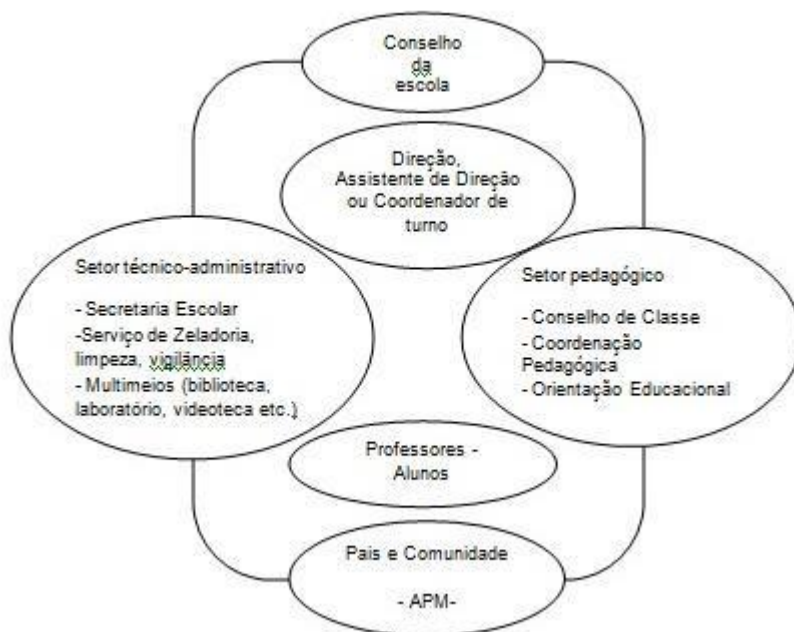 Conselho
da
escola
Direção,
Assistente de Direção
ou Coordenador de
turno
Setor técnico-administrativo
- Secretaria Escolar
-Serviço de Zeladoria,
limpeza, vigilância
- Multimeios (biblioteca,
laboratório, videoteca etc.)
Setor pedagógico
- Conselho de Classe
- Coordenação
Pedagógica
- Orientação Educacional
Professores -
Alunos
Pais e Comunidade
- APM-